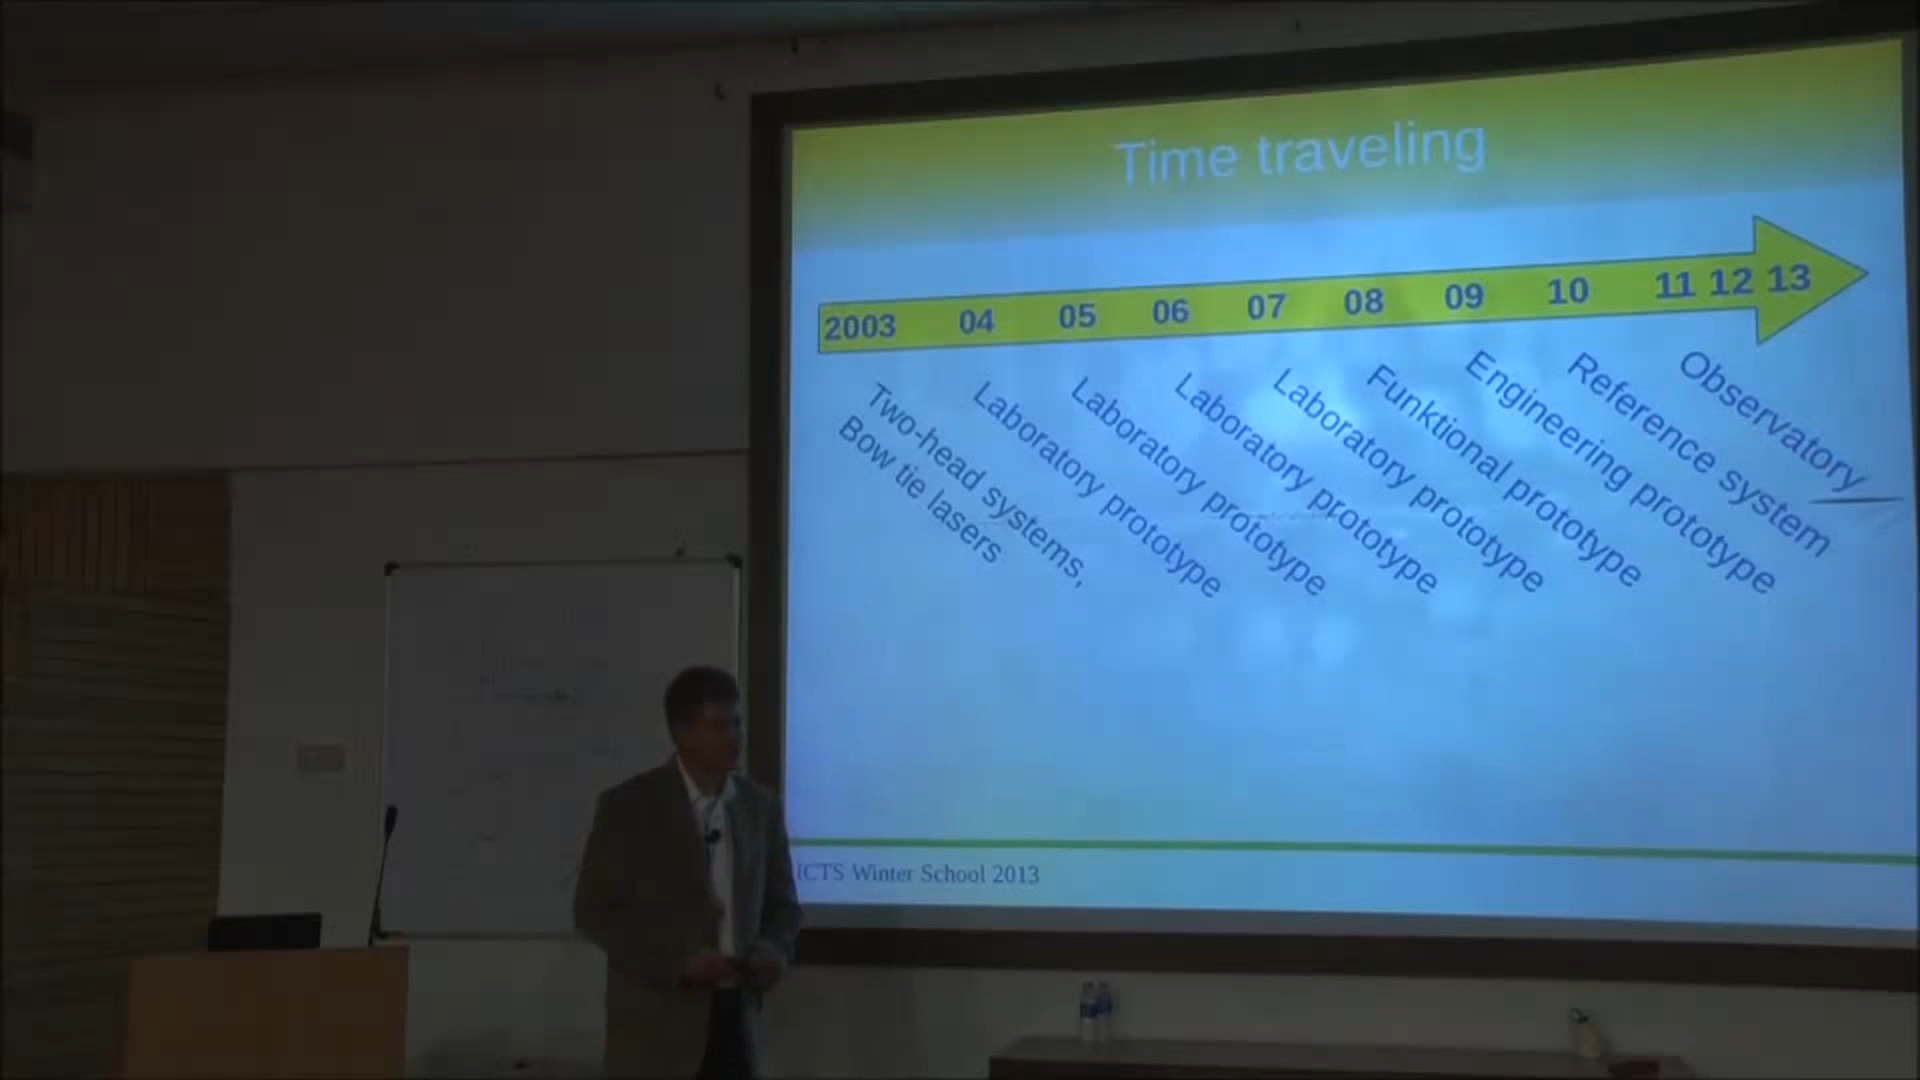 Time traveling
2003 04 05 06 07 08 09 10 11 12 13
Two-head systems,
Bow tie lasers
Laboratory prototype
Laboratory prototype
Laboratory prototype
Laboratory prototype
Funktional prototype
Engineering prototype
Reference system
Observatory
ICTS Winter School 2013